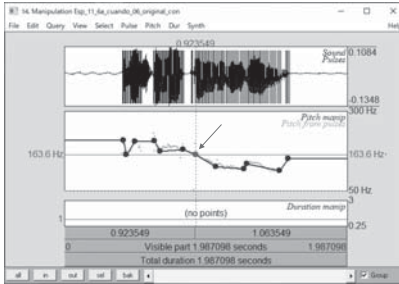 14. Manipulation Esp_11_6a_cuando_06_original_con
File Edit Query View Select Pulse Pitch Dur Synth Hel
0.923549
Sound
Pulses
0.1084
-0.1348
300 Hz
Pitch manip
Pitch from pulses
163.6 Hz
163.6 Hz
50 Hz
Duration manip
3
1
(no points)
0.25
0.923549 1.063549
0 Visible part 1.987098 seconds 1.987098
Total duration 1.987098 seconds
all in out sel bak Group